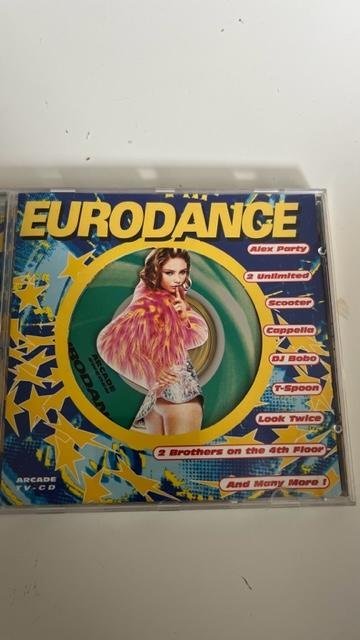 EURODANCE
Alex Party
2 Unlimited
Scooter
Cappella
DJ Bobo
T-Spoon
Look Twice
2 Brothers on the 4th Floor
And Many More !
ARCADE
ARCADE
TV-CD